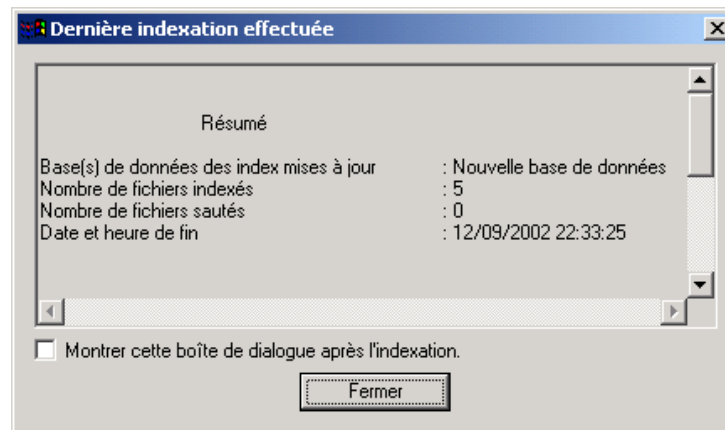 Dernière indexation effectuée
Résumé
Base(s) de données des index mises à jour : Nouvelle base de données
Nombre de fichiers indexés : 5
Nombre de fichiers sautés : 0
Date et heure de fin : 12/09/2002 22:33:25
Montrer cette boîte de dialogue après l'indexation.
Fermer